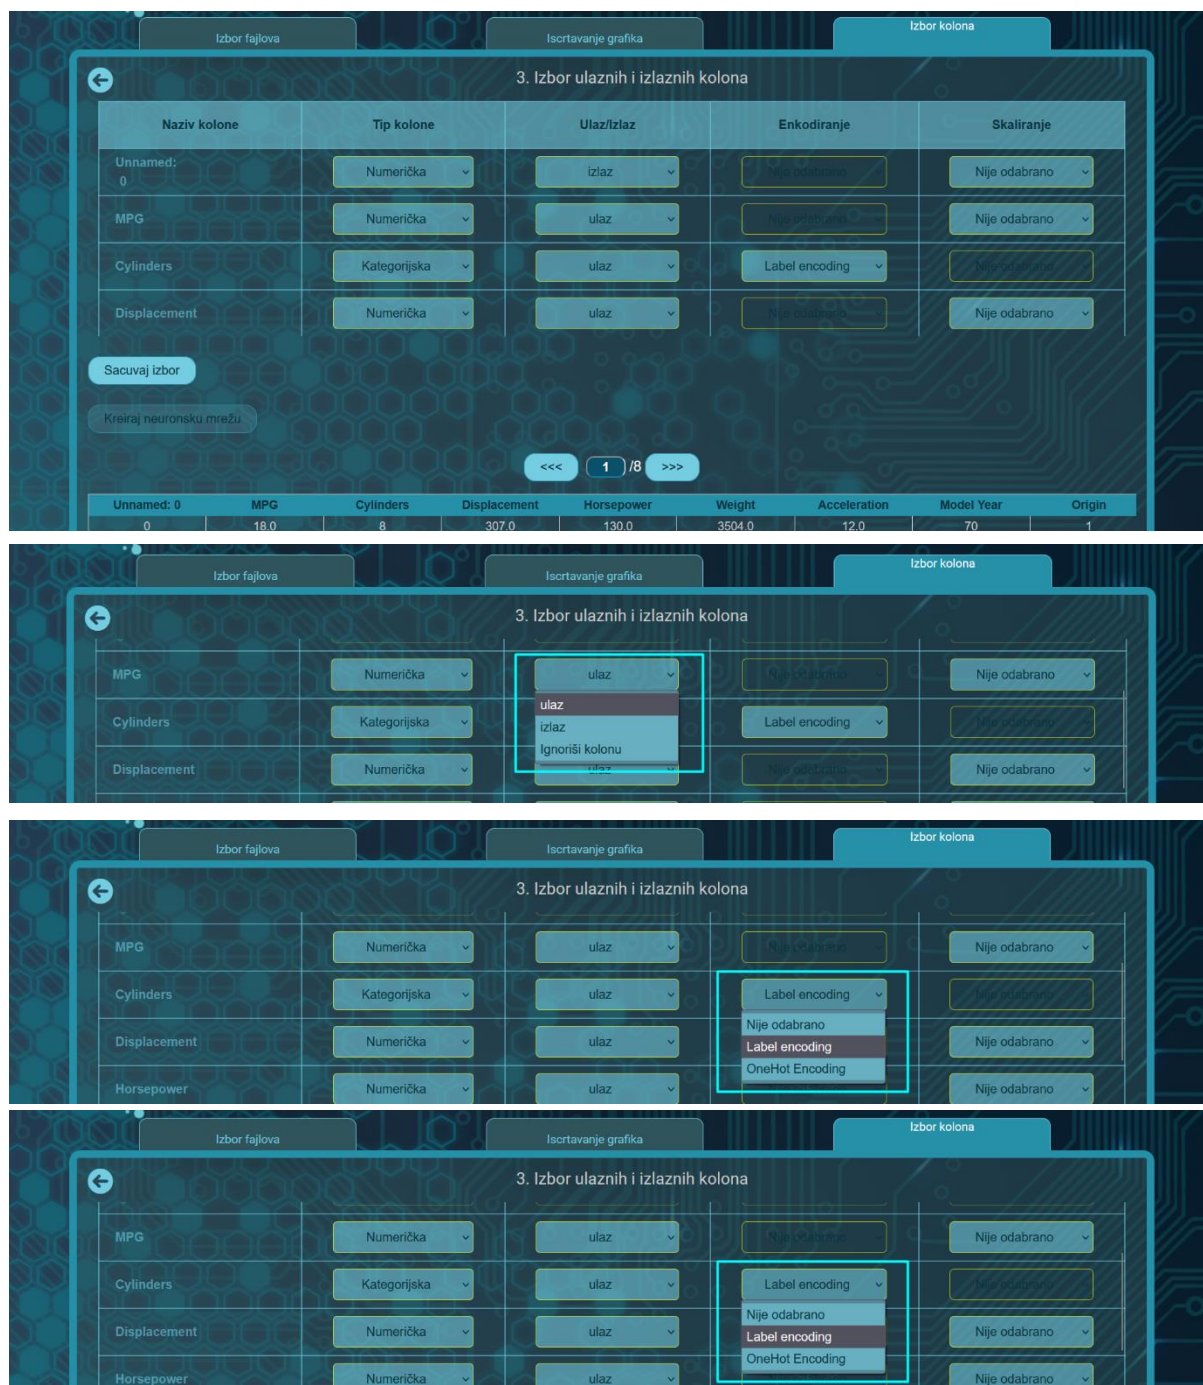 Izbor fajlova Iscrtavanje grafika Izbor kolona
3. Izbor ulaznih i izlaznih kolona
Naziv kolone Tip kolone Ulaz/Izlaz Enkodiranje Skaliranje
Unnamed: 0 Numerička izlaz Nije odabrano Nije odabrano
MPG Numerička ulaz Nije odabrano Nije odabrano
Cylinders Kategorijska ulaz Label encoding Nije odabrano
Displacement Numerička ulaz Nije odabrano Nije odabrano
Sacuvaj izbor
Kreiraj neuronsku mrežu
<<< 1 /8 >>>
Unnamed: 0 MPG Cylinders Displacement Horsepower Weight Acceleration Model Year Origin
0 18.0 8 307.0 130.0 3504.0 12.0 70 1
Izbor fajlova Iscrtavanje grafika Izbor kolona
3. Izbor ulaznih i izlaznih kolona
MPG Numerička ulaz Nije odabrano Nije odabrano
ulaz
Cylinders Kategorijska izlaz Label encoding Nije odabrano
Ignoriši kolonu
Displacement Numerička ulaz Nije odabrano Nije odabrano
Izbor fajlova Iscrtavanje grafika Izbor kolona
3. Izbor ulaznih i izlaznih kolona
MPG Numerička ulaz Nije odabrano Nije odabrano
Cylinders Kategorijska ulaz Label encoding Nije odabrano
Nije odabrano
Displacement Numerička ulaz Label encoding Nije odabrano
OneHot Encoding
Horsepower Numerička ulaz Nije odabrano
Izbor fajlova Iscrtavanje grafika Izbor kolona
3. Izbor ulaznih i izlaznih kolona
MPG Numerička ulaz Nije odabrano Nije odabrano
Cylinders Kategorijska ulaz Label encoding Nije odabrano
Nije odabrano
Displacement Numerička ulaz Label encoding Nije odabrano
OneHot Encoding
Horsepower Numerička ulaz Nije odabrano